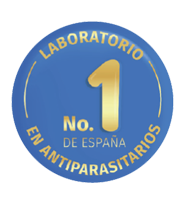 LABORATORIO
No. 1
DE ESPAÑA
EN ANTIPARASITARIOS